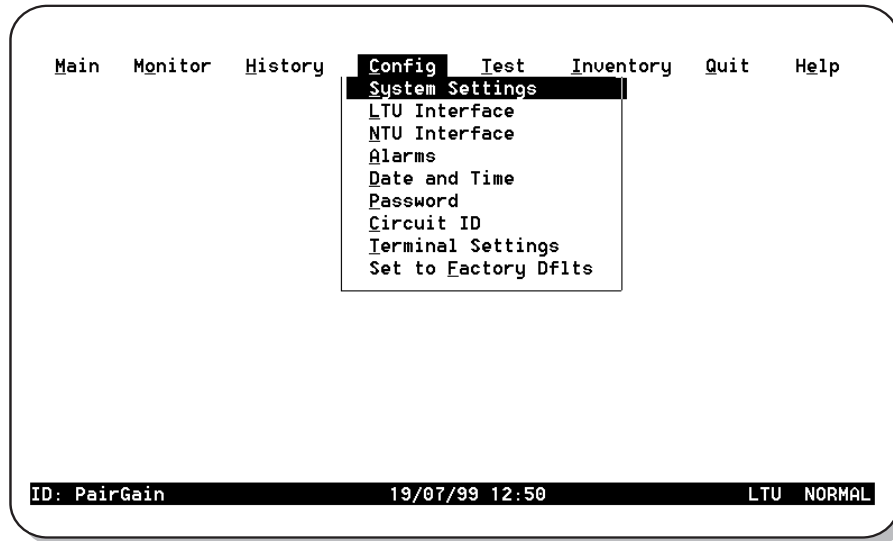 Main Monitor History Config Test Inventory Quit Help
System Settings
LTU Interface
NTU Interface
Alarms
Date and Time
Password
Circuit ID
Terminal Settings
Set to Factory Dflts
ID: PairGain 19/07/99 12:50 LTU NORMAL